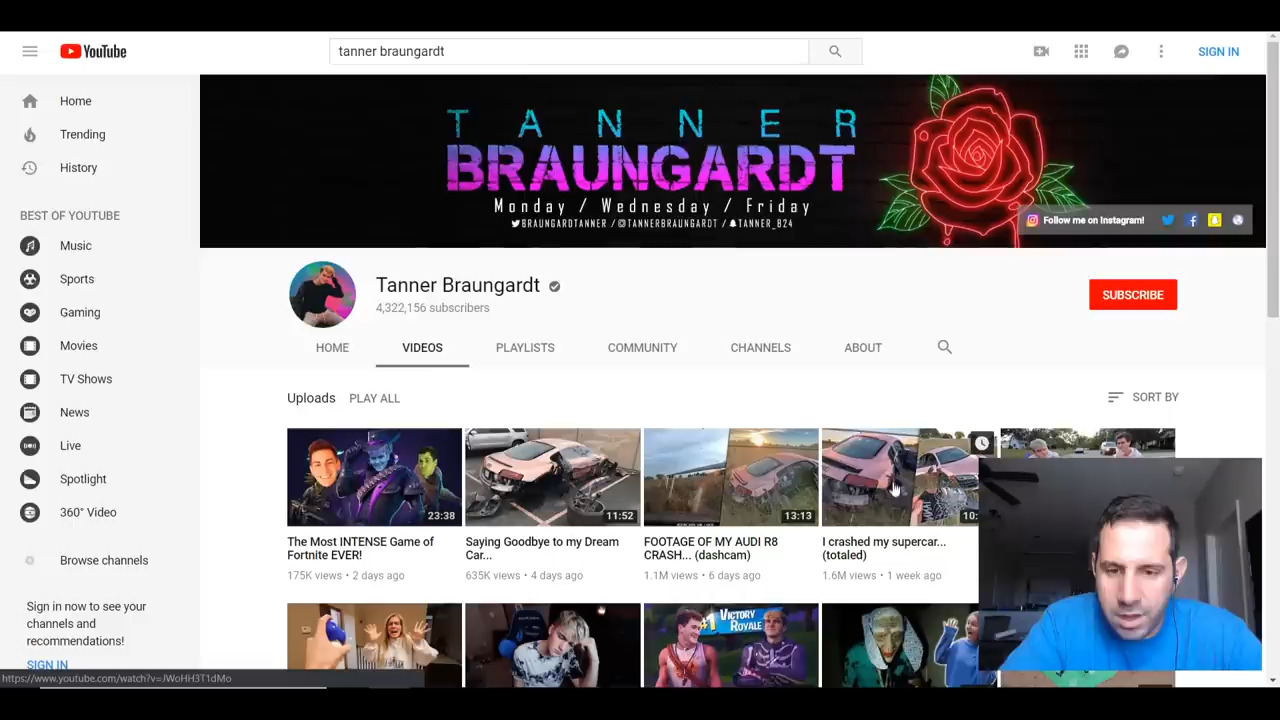 YouTube
tanner braungardt
SIGN IN
Home
Trending
History
BEST OF YOUTUBE
Music
Sports
Gaming
Movies
TV Shows
News
Live
Spotlight
360° Video
Browse channels
Sign in now to see your
channels and
recommendations!
SIGN IN
TANNER
BRAUNGARDT
Monday / Wednesday / Friday
BRAUNGARDTANNER / @TANNERBRAUNGARDT / TANNER_B24
Follow me on Instagram!
Tanner Braungardt
4,322,156 subscribers
SUBSCRIBE
HOME
VIDEOS
PLAYLISTS
COMMUNITY
CHANNELS
ABOUT
Uploads
PLAY ALL
SORT BY
23:38
11:52
13:13
10:
The Most INTENSE Game of
Fortnite EVER!
175K views • 2 days ago
Saying Goodbye to my Dream
Car...
635K views • 4 days ago
FOOTAGE OF MY AUDI R8
CRASH... (dashcam)
1.1M views • 6 days ago
I crashed my supercar...
(totaled)
1.6M views • 1 week ago
#1 VICTORY
ROYALE
https://www.youtube.com/watch?v=JWoHH3T1dMo